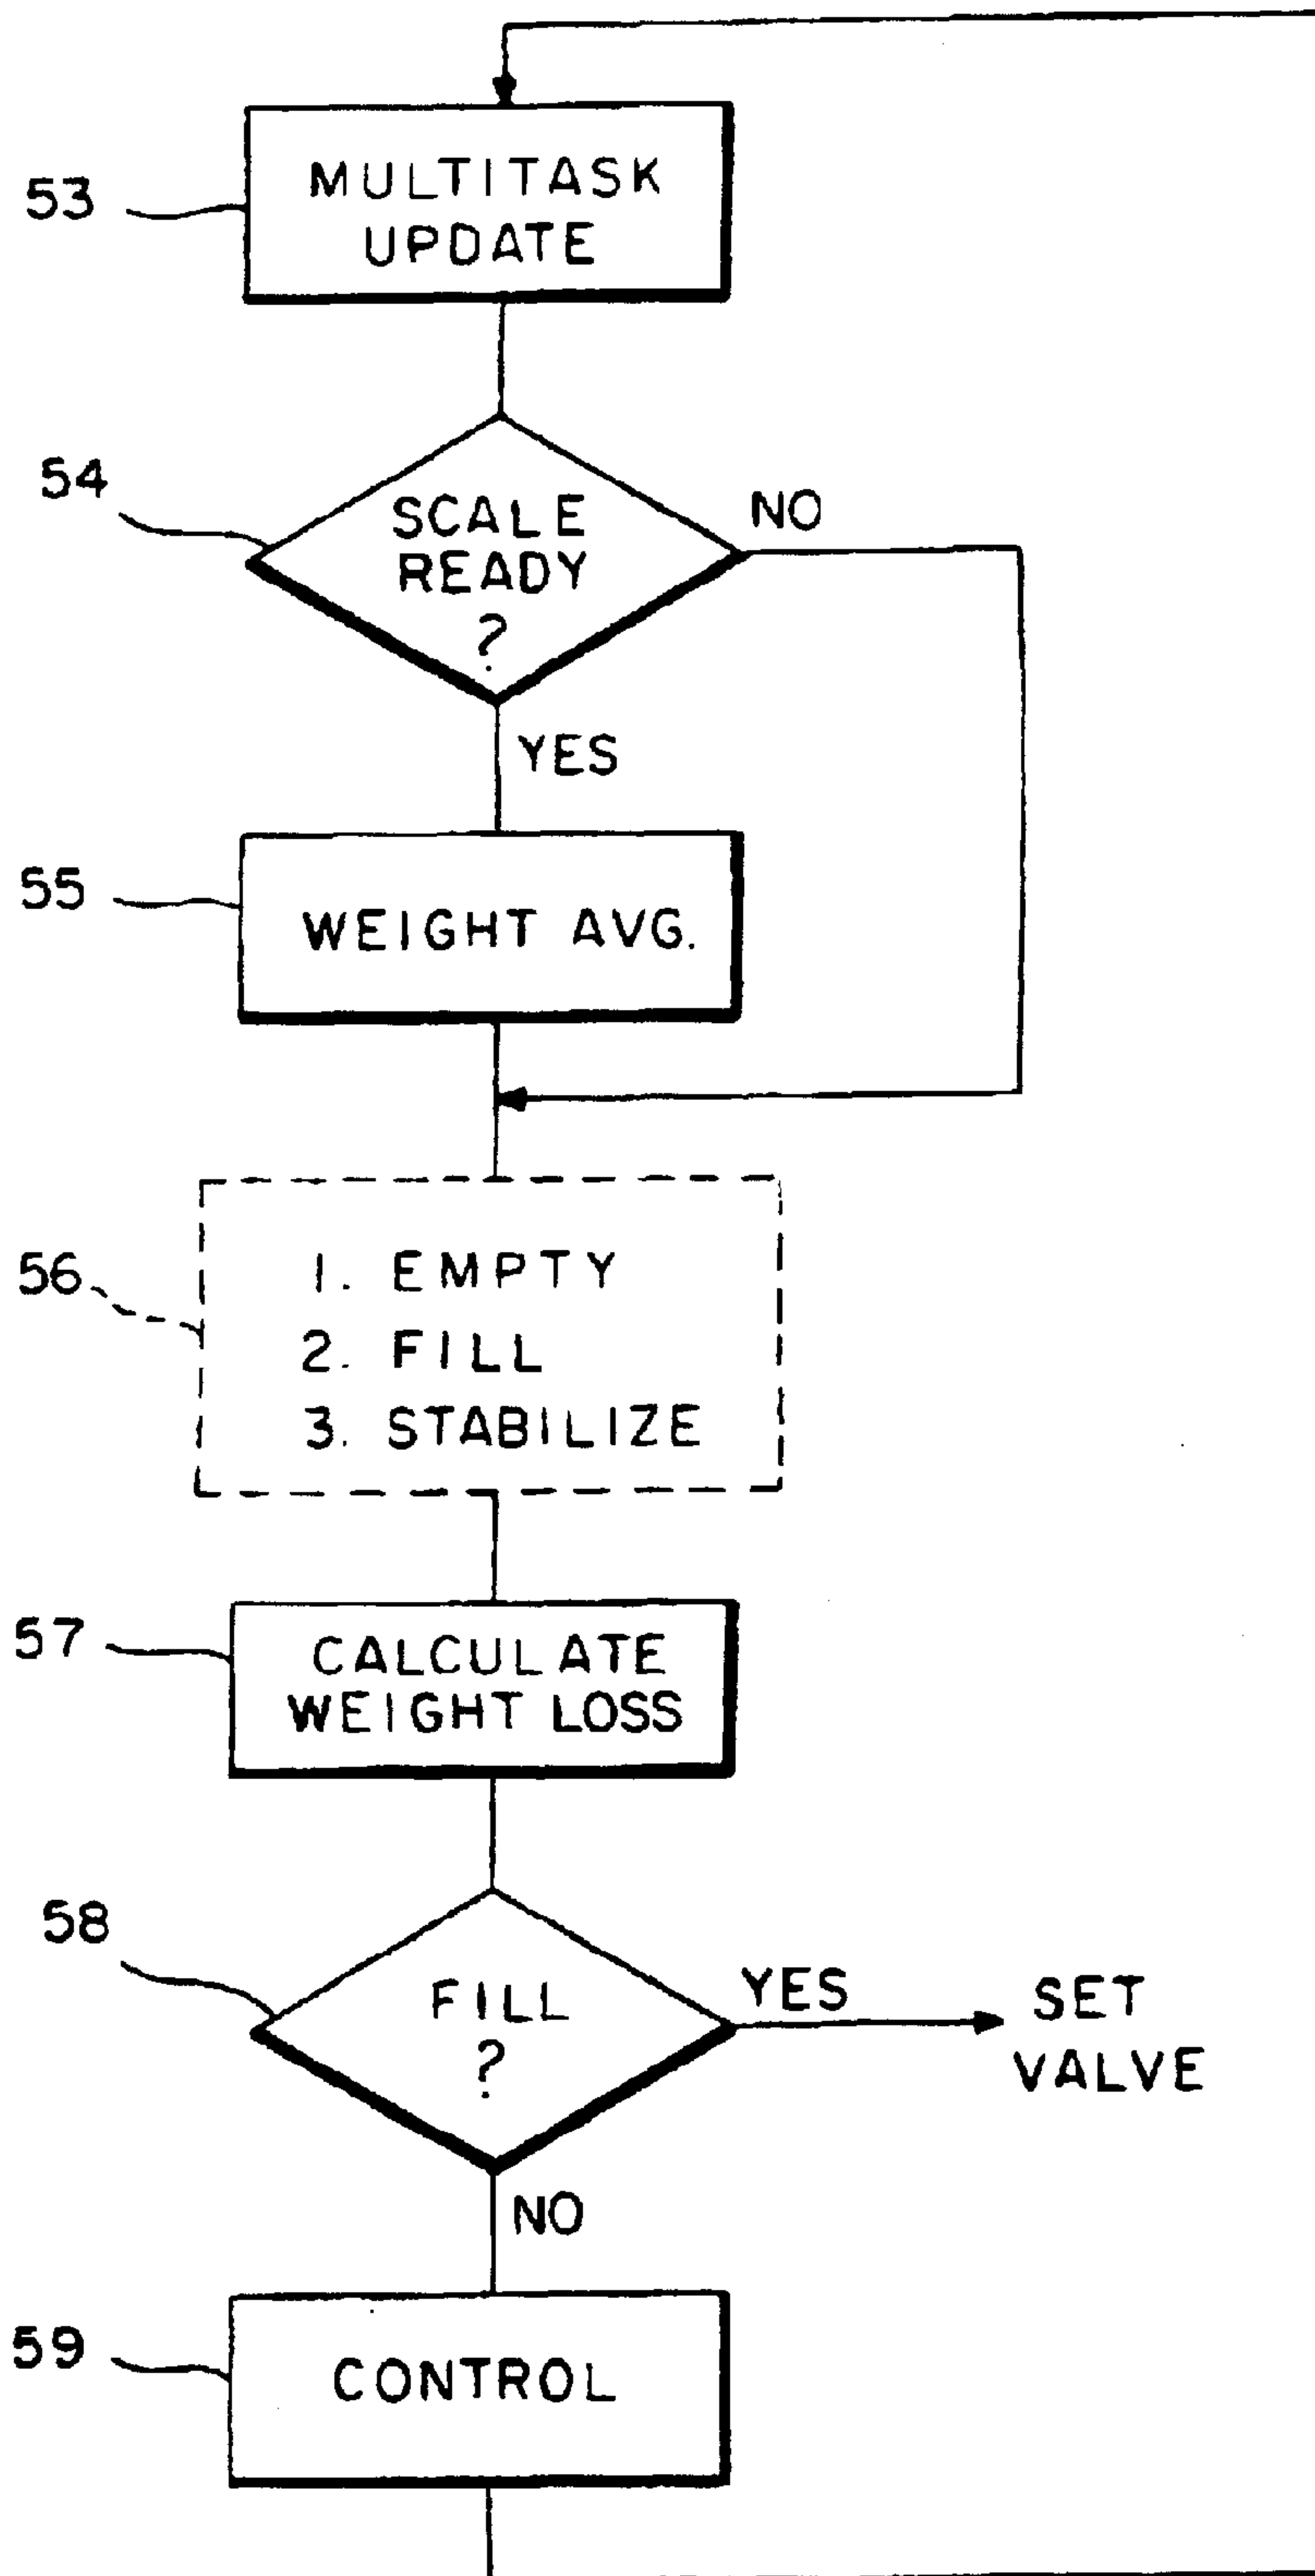 53
MULTITASK
UPDATE
54
SCALE
READY
?
NO
YES
55
WEIGHT AVG.
56
1. EMPTY
2. FILL
3. STABILIZE
57
CALCULATE
WEIGHT LOSS
58
FILL
?
YES
SET
VALVE
NO
59
CONTROL